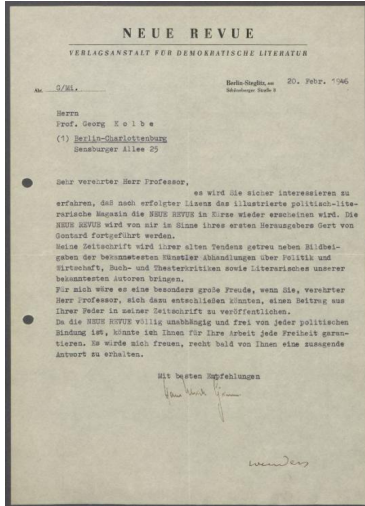 NEUE REVUE
VERLAGSANSTALT FÜR DEMOKRATISCHE LITERATUR
Berlin-Steglitz, am 20. Febr. 1946
Abt. G/Mi.
Herrn
Prof. Georg K o l b e
(1) Berlin-Charlottenburg
Sensburger Allee 25
Sehr verehrter Herr Professor,
es wird Sie sicher interessieren zu
erfahren, daß nach erfolgter Lizenz das illustrierte politisch-lite-
rarische Magazin die NEUE REVUE in Kürze wieder erscheinen wird. Die
NEUE REVUE wird von mir im Sinne ihres ersten Herausgebers Gert von
Gontard fortgeführt werden.
Meine Zeitschrift wird ihrer alten Tendenz getreu neben Bildbei-
gaben der bekanntesten Künstler Abhandlungen über Politik und
Wirtschaft, Buch- und Theaterkritiken sowie Literarisches unserer
bekanntesten Autoren bringen.
Für mich wäre es eine besonders große Freude, wenn Sie, verehrter
Herr Professor, sich dazu entschließen könnten, einen Beitrag aus
Ihrer Feder in meiner Zeitschrift zu veröffentlichen.
Da die NEUE REVUE völlig unabhängig und frei von jeder politischen
Bindung ist, könnte ich Ihnen für Ihre Arbeit jede Freiheit garan-
tieren. Es würde mich freuen, recht bald von Ihnen eine zusagende
Antwort zu erhalten.
Mit besten Empfehlungen